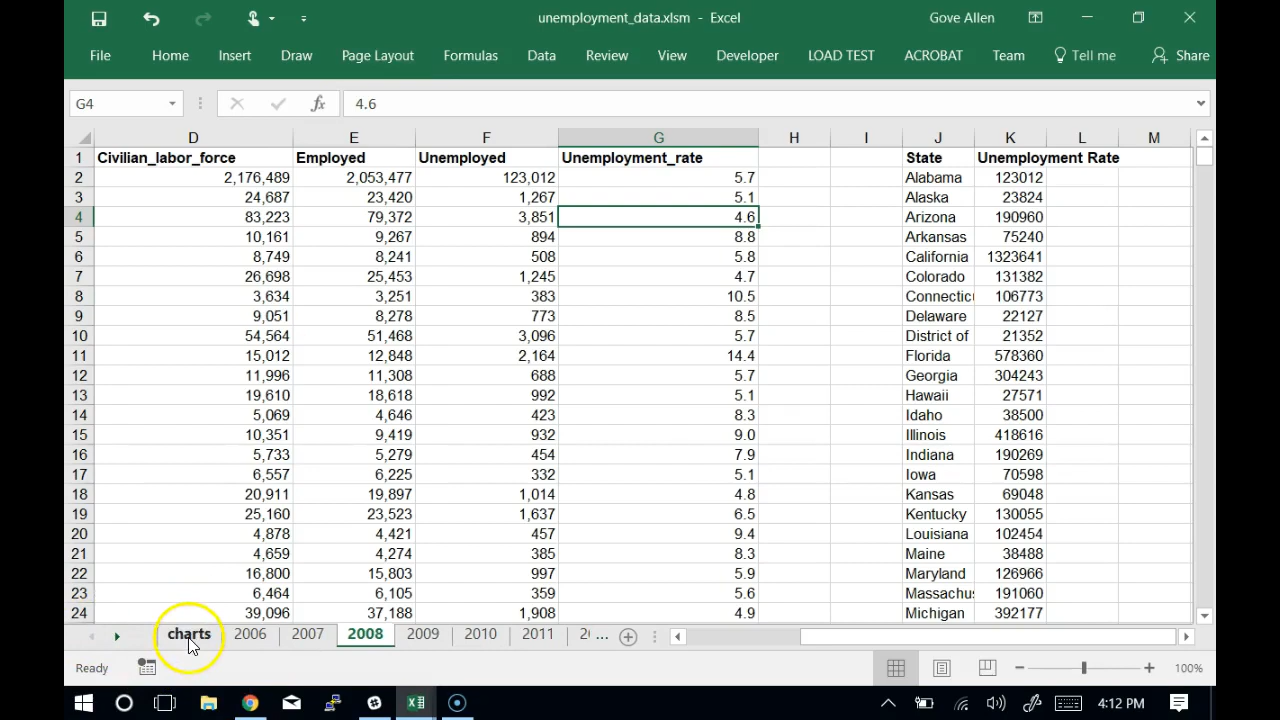 unemployment_data.xlsm - Excel
Gove Allen
File Home Insert Draw Page Layout Formulas Data Review View Developer LOAD TEST ACROBAT Team Tell me Share
G4 fx 4.6
D E F G H I J K L M
1 Civilian_labor_force Employed Unemployed Unemployment_rate State Unemployment Rate
2 2,176,489 2,053,477 123,012 5.7 Alabama 123012
3 24,687 23,420 1,267 5.1 Alaska 23824
4 83,223 79,372 3,851 4.6 Arizona 190960
5 10,161 9,267 894 8.8 Arkansas 75240
6 8,749 8,241 508 5.8 California 1323641
7 26,698 25,453 1,245 4.7 Colorado 131382
8 3,634 3,251 383 10.5 Connectic 106773
9 9,051 8,278 773 8.5 Delaware 22127
10 54,564 51,468 3,096 5.7 District of 21352
11 15,012 12,848 2,164 14.4 Florida 578360
12 11,996 11,308 688 5.7 Georgia 304243
13 19,610 18,618 992 5.1 Hawaii 27571
14 5,069 4,646 423 8.3 Idaho 38500
15 10,351 9,419 932 9.0 Illinois 418616
16 5,733 5,279 454 7.9 Indiana 190269
17 6,557 6,225 332 5.1 Iowa 70598
18 20,911 19,897 1,014 4.8 Kansas 69048
19 25,160 23,523 1,637 6.5 Kentucky 130055
20 4,878 4,421 457 9.4 Louisiana 102454
21 4,659 4,274 385 8.3 Maine 38488
22 16,800 15,803 997 5.9 Maryland 126966
23 6,464 6,105 359 5.6 Massachus 191060
24 39,096 37,188 1,908 4.9 Michigan 392177
charts 2006 2007 2008 2009 2010 2011 20 ...
Ready 100%
4:12 PM